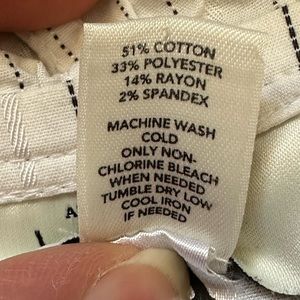 51% COTTON
33% POLYESTER
14% RAYON
2% SPANDEX
MACHINE WASH
COLD
ONLY NON-
CHLORINE BLEACH
WHEN NEEDED
TUMBLE DRY LOW
COOL IRON
IF NEEDED
A